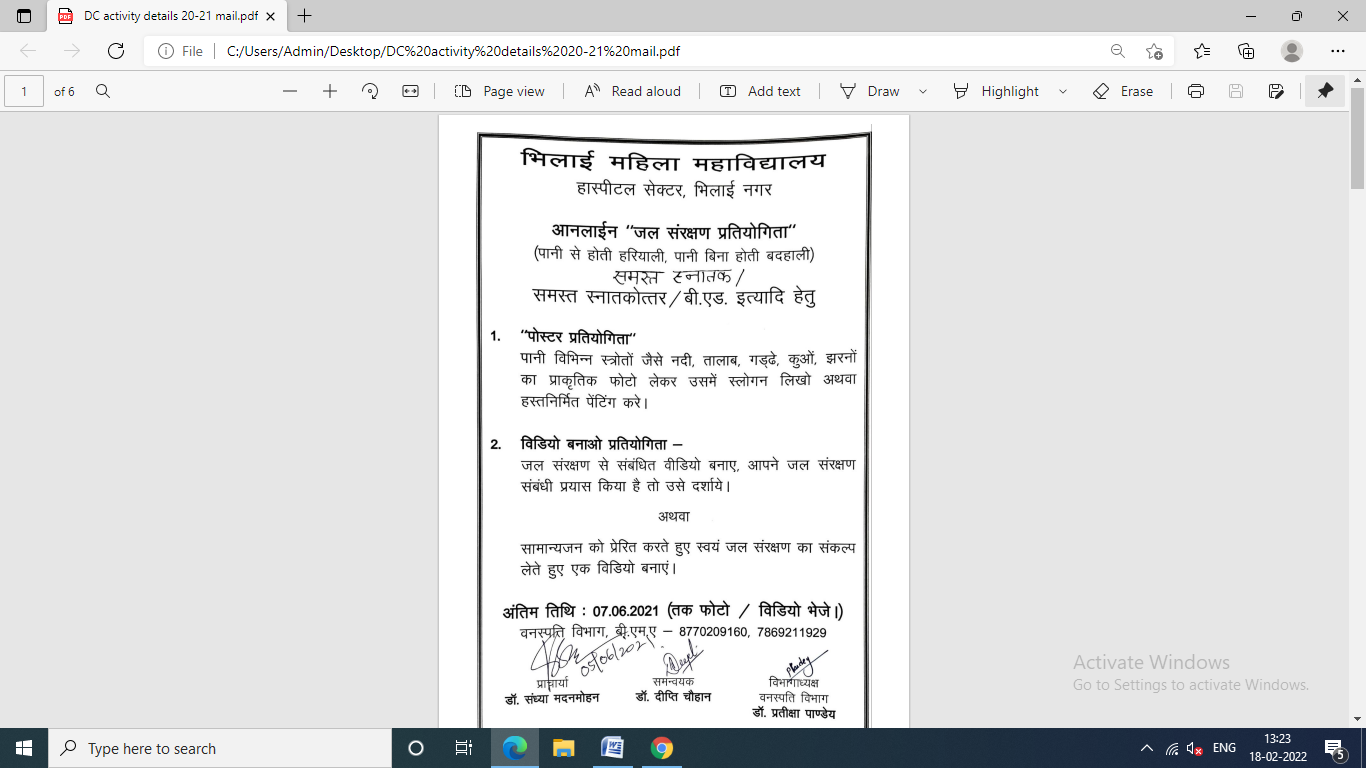 DC activity details 20-21 mail.pdf
File
C:/Users/Admin/Desktop/DC%20activity%20details%2020-21%20mail.pdf
1 of 6
Page view
Read aloud
Add text
Draw
Highlight
Erase
भिलाई महिला महाविद्यालय
हास्पीटल सेक्टर, भिलाई नगर
आनलाईन “जल संरक्षण प्रतियोगिता“
(पानी से होती हरियाली, पानी बिना होती बदहाली)
समस्त स्नातक /
समस्त स्नातकोत्तर / बी.एड. इत्यादि हेतु
1. “पोस्टर प्रतियोगिता“
पानी विभिन्न स्त्रोतों जैसे नदी, तालाब, गड्ढे, कुओं, झरनों
का प्राकृतिक फोटो लेकर उसमें स्लोगन लिखो अथवा
हस्तनिर्मित पेंटिंग करे।
2. विडियो बनाओ प्रतियोगिता –
जल संरक्षण से संबंधित वीडियो बनाए, आपने जल संरक्षण
संबंधी प्रयास किया है तो उसे दर्शाये।
अथवा
सामान्यजन को प्रेरित करते हुए स्वयं जल संरक्षण का संकल्प
लेते हुए एक विडियो बनाएं।
अंतिम तिथि : 07.06.2021 (तक फोटो / विडियो भेजे।)
वनस्पति विभाग, बी.एम.ए – 8770209160, 7869211929
05/06/2021
प्राचार्या
डॉ. संध्या मदनमोहन
समन्वयक
डॉ. दीप्ति चौहान
विभागाध्यक्ष
वनस्पति विभाग
डॉ. प्रतीक्षा पाण्डेय
Activate Windows
Go to Settings to activate Windows.
Type here to search
ENG
13:23
18-02-2022
5